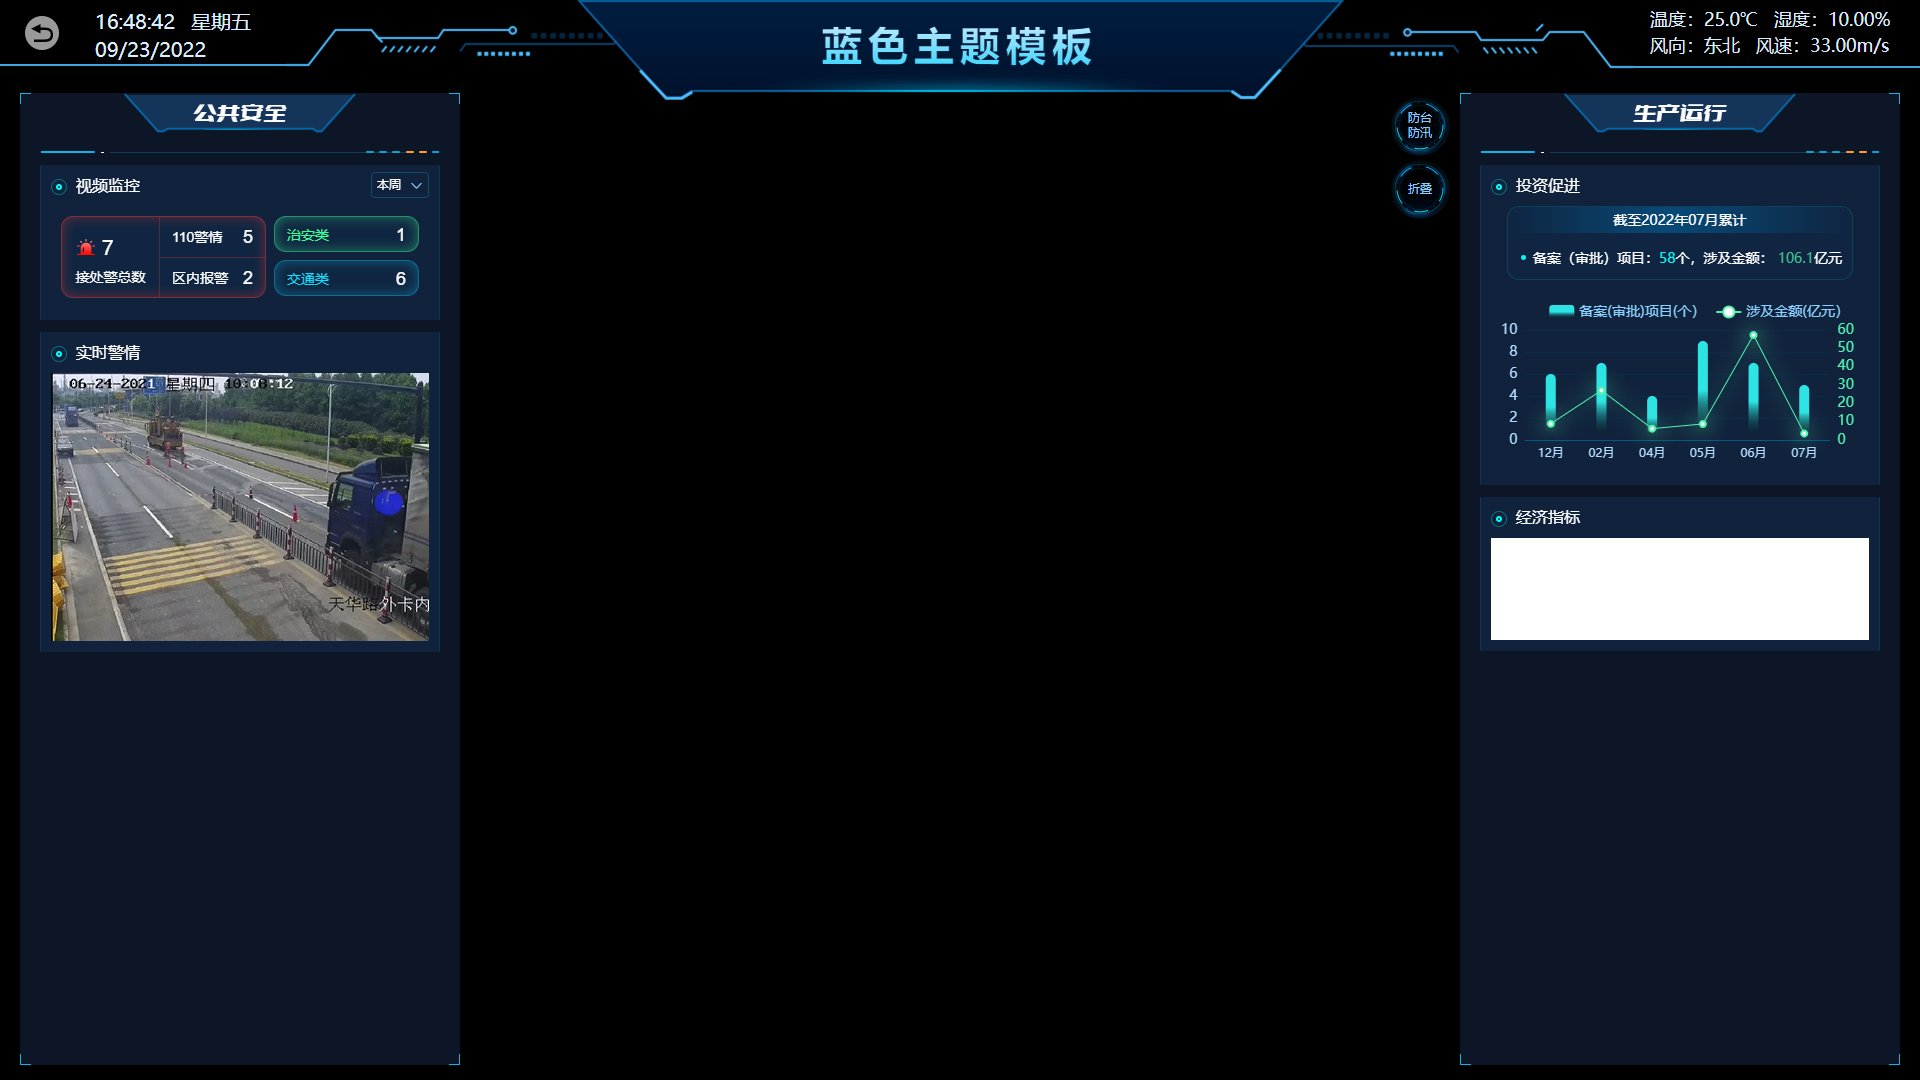 16:48:42 星期五
09/23/2022
蓝色主题模板
温度：25.0℃ 湿度：10.00%
风向：东北 风速：33.00m/s
公共安全
视频监控
本周
7
接处警总数
110警情 5
区内报警 2
治安类 1
交通类 6
实时警情
06-24-2021 星期四 10:08:12
天华路外卡内
防台
防汛
折叠
生产运行
投资促进
截至2022年07月累计
备案（审批）项目：58个，涉及金额： 106.1亿元
备案(审批)项目(个) 涉及金额(亿元)
10
8
6
4
2
0
60
50
40
30
20
10
0
12月 02月 04月 05月 06月 07月
经济指标